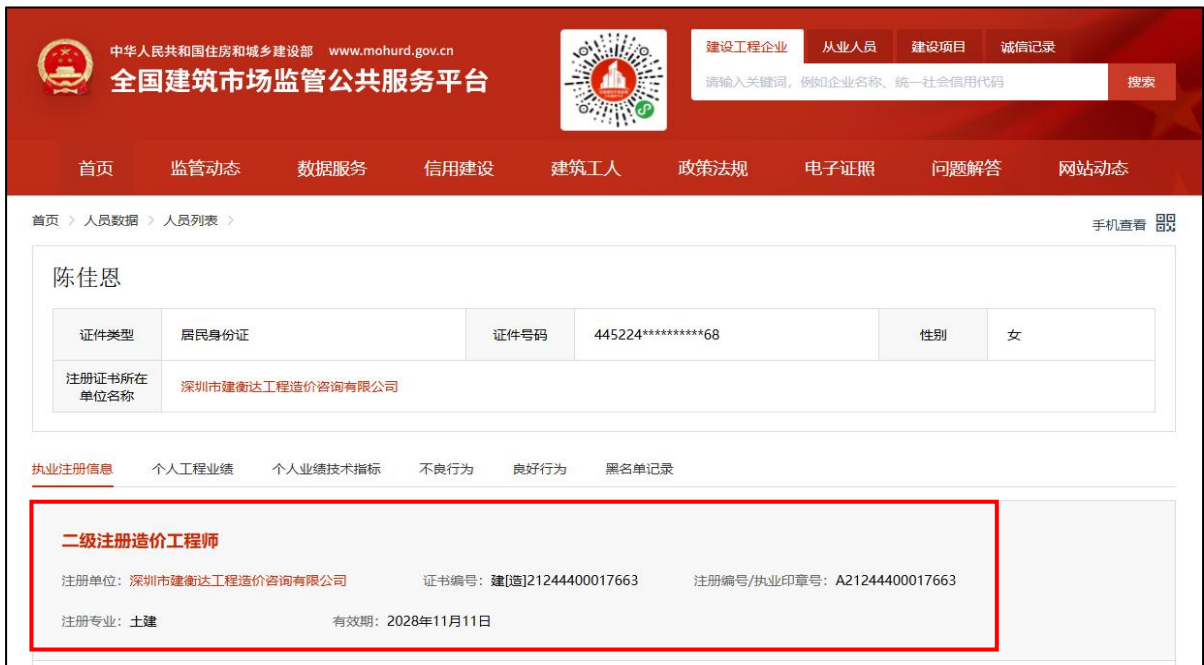 中华人民共和国住房和城乡建设部 www.mohurd.gov.cn
全国建筑市场监管公共服务平台
建设工程企业 从业人员 建设项目 诚信记录
请输入关键词，例如企业名称、统一社会信用代码 搜索
首页 监管动态 数据服务 信用建设 建筑工人 政策法规 电子证照 问题解答 网站动态
首页 > 人员数据 > 人员列表 >
手机查看
陈佳恩
证件类型 居民身份证 证件号码 445224**********68 性别 女
注册证书所在
单位名称
深圳市建衡达工程造价咨询有限公司
执业注册信息 个人工程业绩 个人业绩技术指标 不良行为 良好行为 黑名单记录
二级注册造价工程师
注册单位：深圳市建衡达工程造价咨询有限公司 证书编号：建[造]21244400017663 注册编号/执业印章号：A21244400017663
注册专业：土建 有效期：2028年11月11日